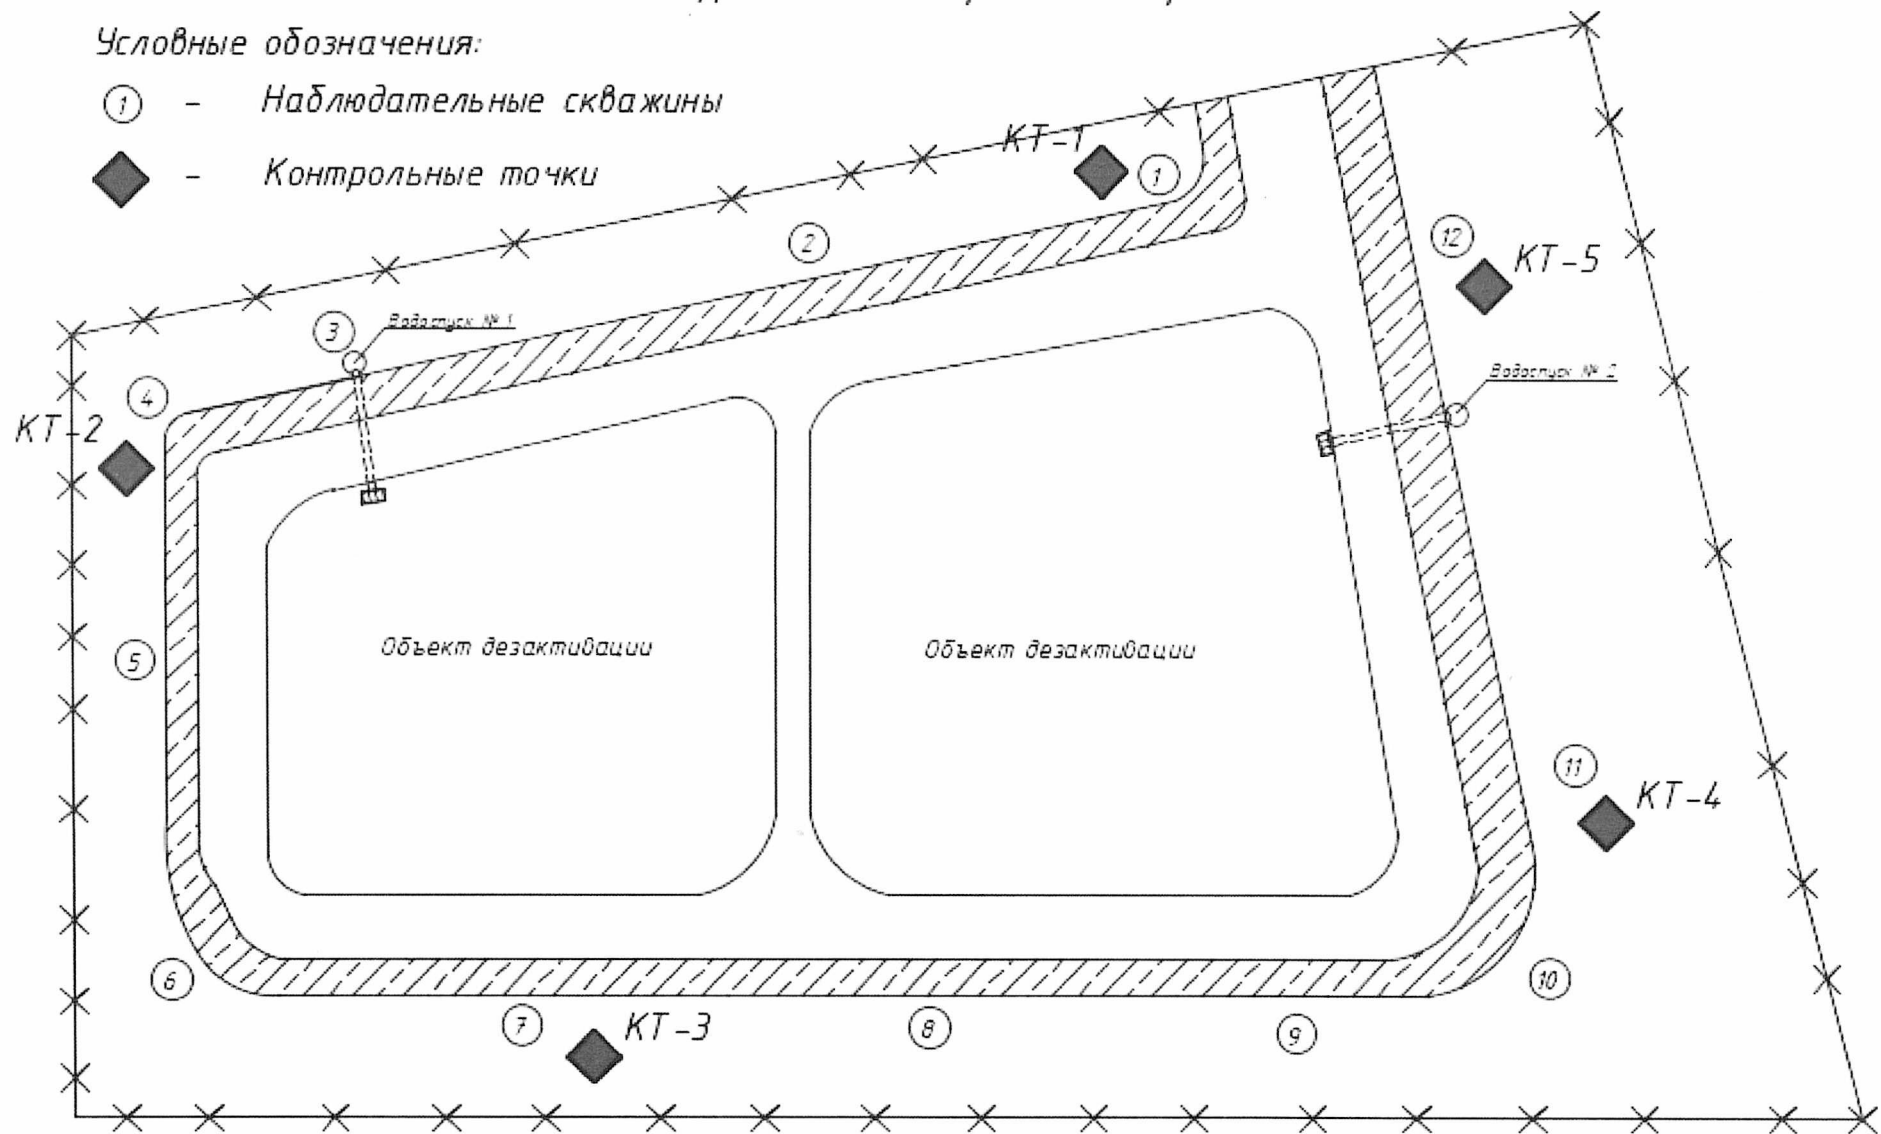 Условные обозначения:
1 - Наблюдательные скважины
- Контрольные точки
КТ-1
1
2
12
КТ-5
3
Водоспуск № 1
Водоспуск № 2
4
КТ-2
5
Объект дезактивации
Объект дезактивации
11
КТ-4
6
10
7
КТ-3
8
9